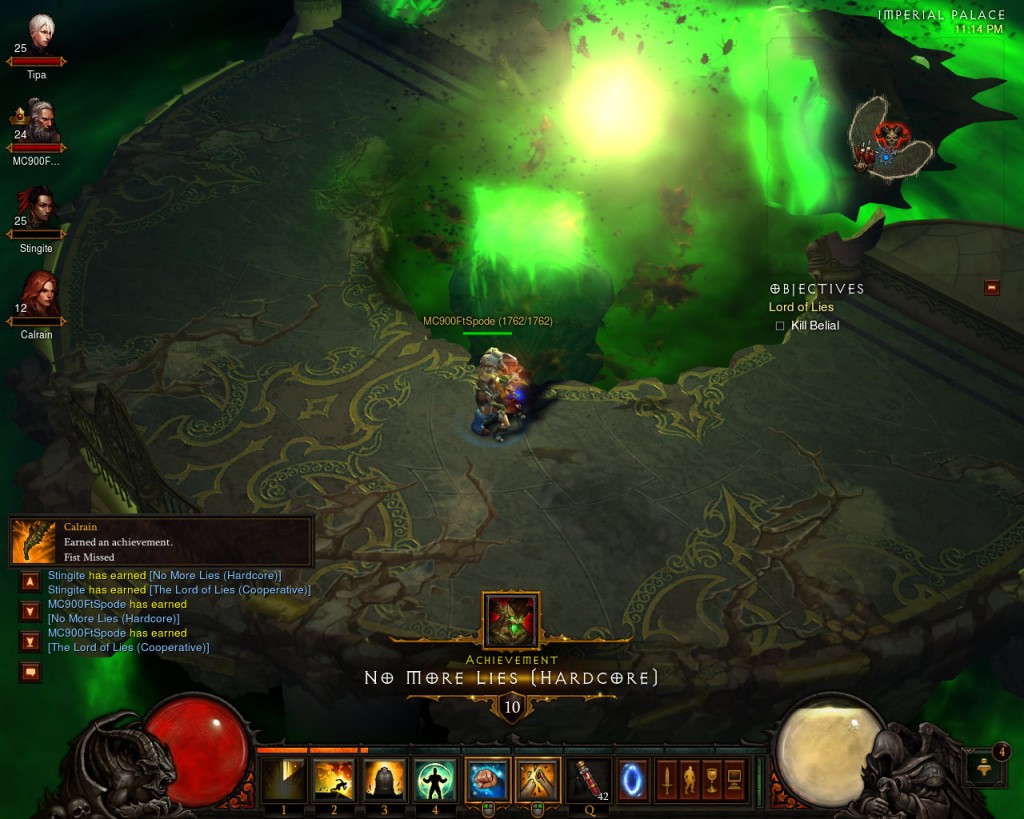 IMPERIAL PALACE
11:14 PM
25
Tipa
24
MC900F...
25
Stingite
12
Calrain
OBJECTIVES
Lord of Lies
Kill Belial
MC900FtSpode (1762/1762)
Calrain
Earned an achievement.
Fist Missed
Stingite has earned [No More Lies (Hardcore)]
Stingite has earned [The Lord of Lies (Cooperative)]
MC900FtSpode has earned
[No More Lies (Hardcore)]
MC900FtSpode has earned
[The Lord of Lies (Cooperative)]
ACHIEVEMENT
NO MORE LIES (HARDCORE)
10
4
42
1 2 3 4 Q